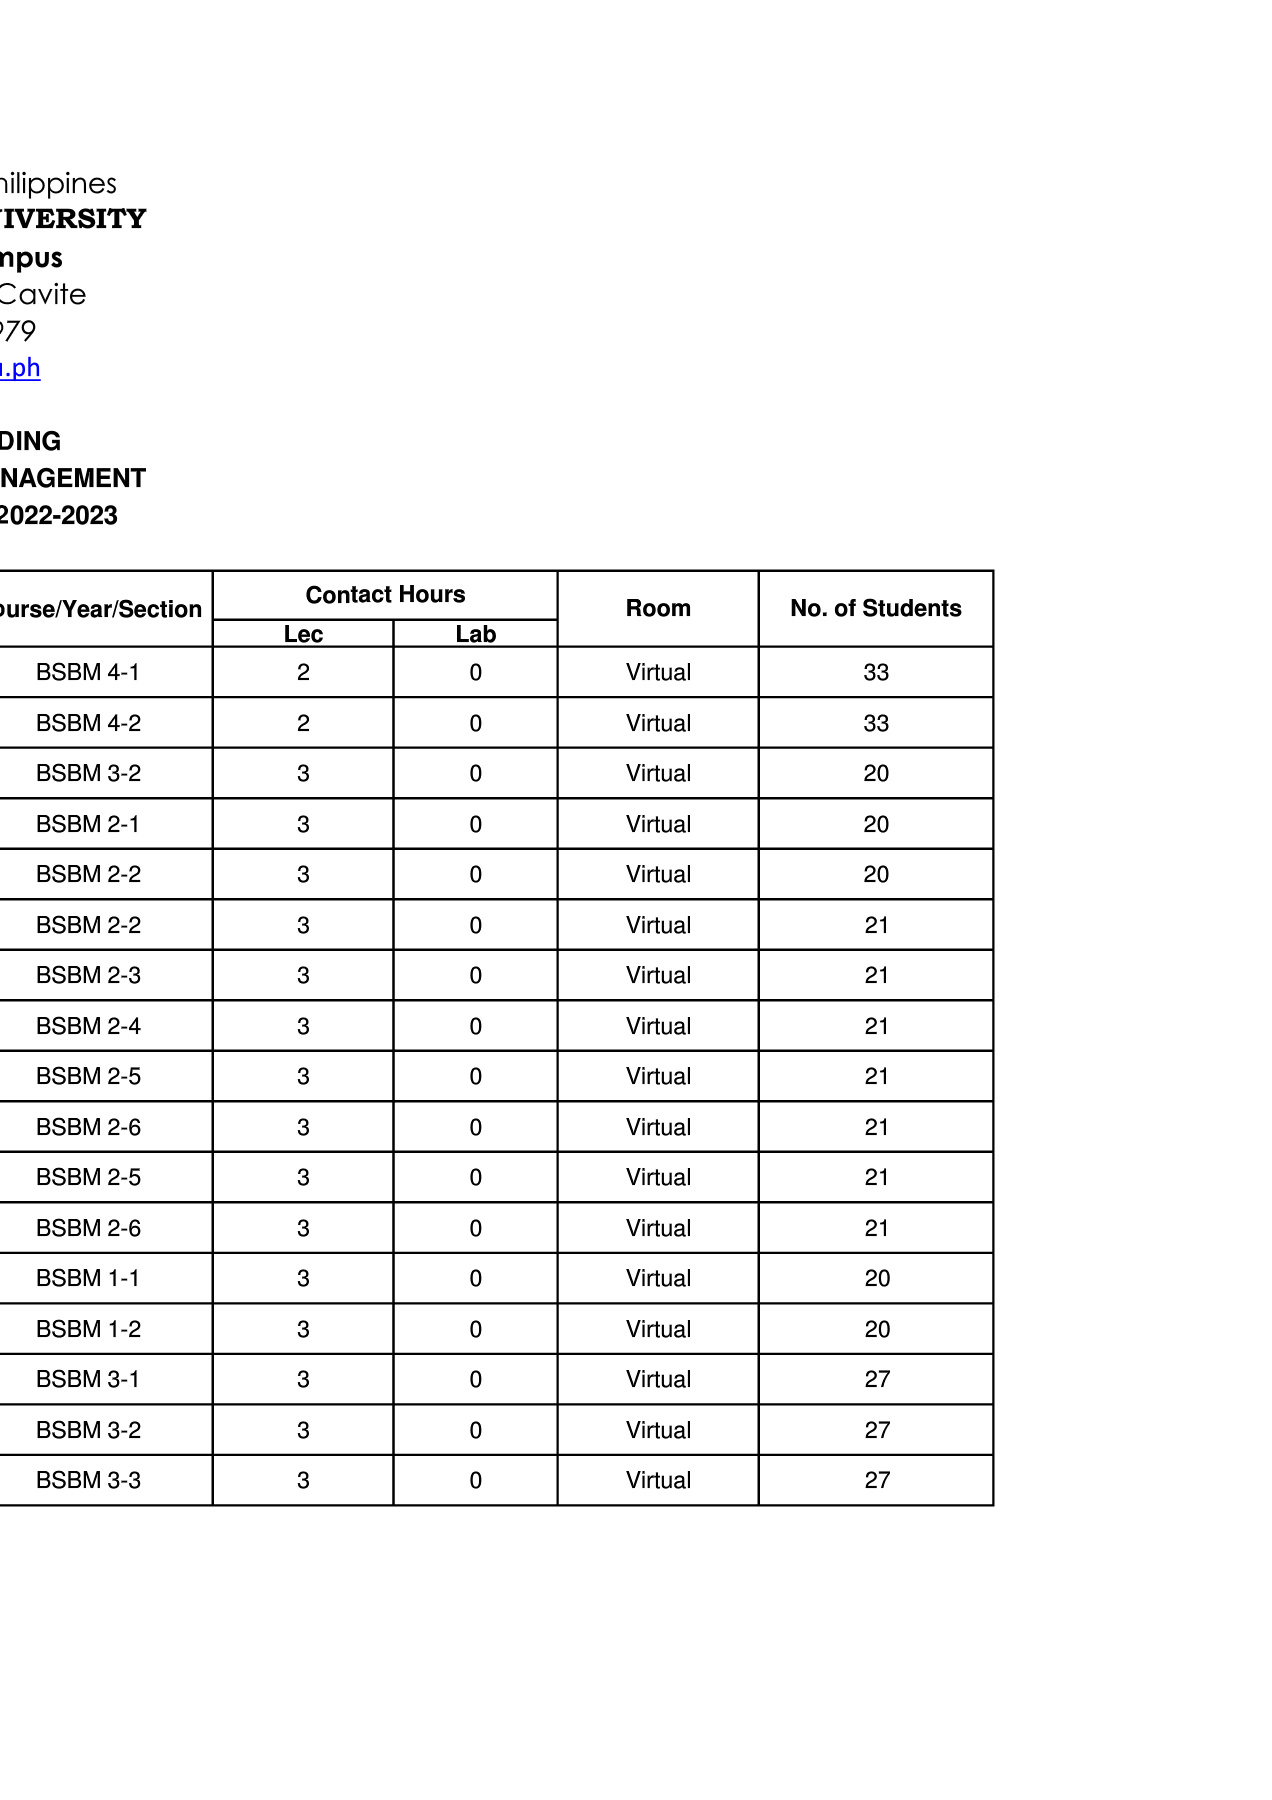 hilippines
IVERSITY
mpus
Cavite
979
.ph
DING
NAGEMENT
2022-2023
urse/Year/Section Contact Hours Room No. of Students
Lec Lab
BSBM 4-1 2 0 Virtual 33
BSBM 4-2 2 0 Virtual 33
BSBM 3-2 3 0 Virtual 20
BSBM 2-1 3 0 Virtual 20
BSBM 2-2 3 0 Virtual 20
BSBM 2-2 3 0 Virtual 21
BSBM 2-3 3 0 Virtual 21
BSBM 2-4 3 0 Virtual 21
BSBM 2-5 3 0 Virtual 21
BSBM 2-6 3 0 Virtual 21
BSBM 2-5 3 0 Virtual 21
BSBM 2-6 3 0 Virtual 21
BSBM 1-1 3 0 Virtual 20
BSBM 1-2 3 0 Virtual 20
BSBM 3-1 3 0 Virtual 27
BSBM 3-2 3 0 Virtual 27
BSBM 3-3 3 0 Virtual 27